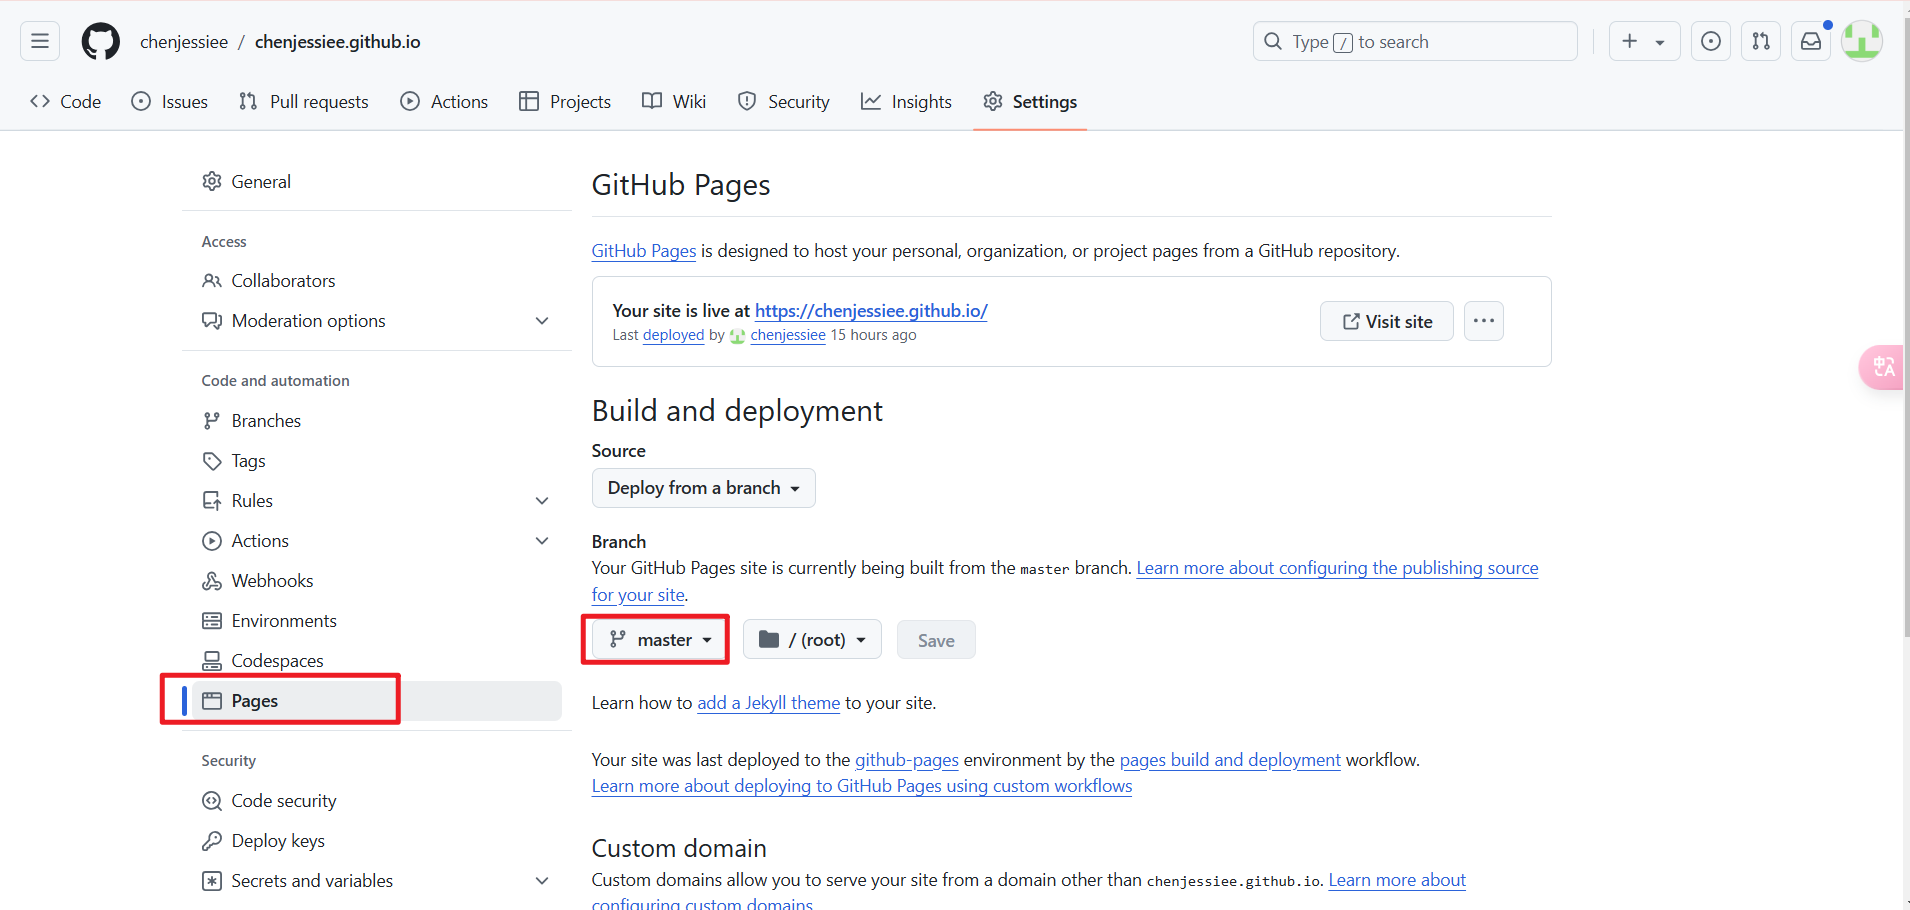 chenjessiee / chenjessiee.github.io
Type / to search
Code
Issues
Pull requests
Actions
Projects
Wiki
Security
Insights
Settings
General
Access
Collaborators
Moderation options
Code and automation
Branches
Tags
Rules
Actions
Webhooks
Environments
Codespaces
Pages
Security
Code security
Deploy keys
Secrets and variables
GitHub Pages
GitHub Pages is designed to host your personal, organization, or project pages from a GitHub repository.
Your site is live at https://chenjessiee.github.io/
Last deployed by chenjessiee 15 hours ago
Visit site
Build and deployment
Source
Deploy from a branch
Branch
Your GitHub Pages site is currently being built from the master branch. Learn more about configuring the publishing source
for your site.
master
/ (root)
Save
Learn how to add a Jekyll theme to your site.
Your site was last deployed to the github-pages environment by the pages build and deployment workflow.
Learn more about deploying to GitHub Pages using custom workflows
Custom domain
Custom domains allow you to serve your site from a domain other than chenjessiee.github.io. Learn more about
configuring custom domains.
中A